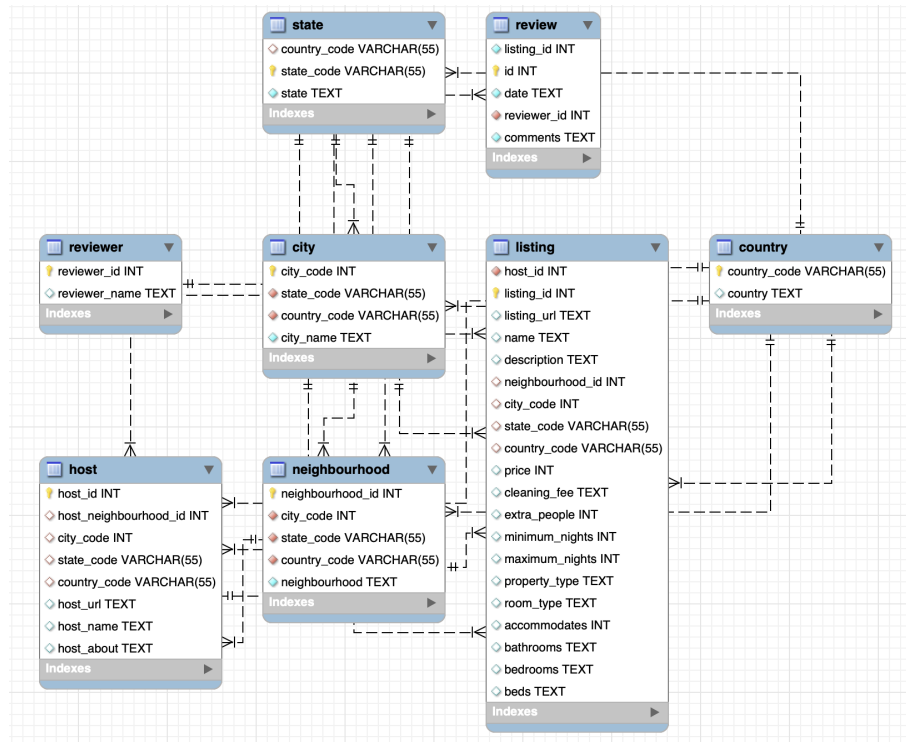 state
country_code VARCHAR(55)
state_code VARCHAR(55)
state TEXT
Indexes
review
listing_id INT
id INT
date TEXT
reviewer_id INT
comments TEXT
Indexes
reviewer
reviewer_id INT
reviewer_name TEXT
Indexes
city
city_code INT
state_code VARCHAR(55)
country_code VARCHAR(55)
city_name TEXT
Indexes
listing
host_id INT
listing_id INT
listing_url TEXT
name TEXT
description TEXT
neighbourhood_id INT
city_code INT
state_code VARCHAR(55)
country_code VARCHAR(55)
price INT
cleaning_fee TEXT
extra_people INT
minimum_nights INT
maximum_nights INT
property_type TEXT
room_type TEXT
accommodates INT
bathrooms TEXT
bedrooms TEXT
beds TEXT
Indexes
country
country_code VARCHAR(55)
country TEXT
Indexes
host
host_id INT
host_neighbourhood_id INT
city_code INT
state_code VARCHAR(55)
country_code VARCHAR(55)
host_url TEXT
host_name TEXT
host_about TEXT
Indexes
neighbourhood
neighbourhood_id INT
city_code INT
state_code VARCHAR(55)
country_code VARCHAR(55)
neighbourhood TEXT
Indexes